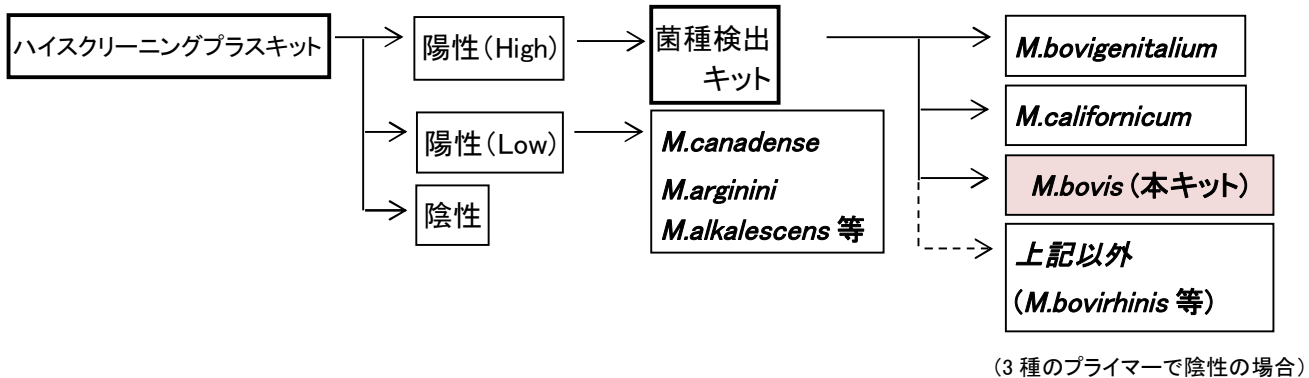 ハイスクリーニングプラスキット
陽性(High)
陽性(Low)
陰性
菌種検出
キット
M.canadense
M.arginini
M.alkalescens 等
M.bovigenitalium
M.californicum
M.bovis (本キット)
上記以外
(M.bovirhinis 等)
(3 種のプライマーで陰性の場合)